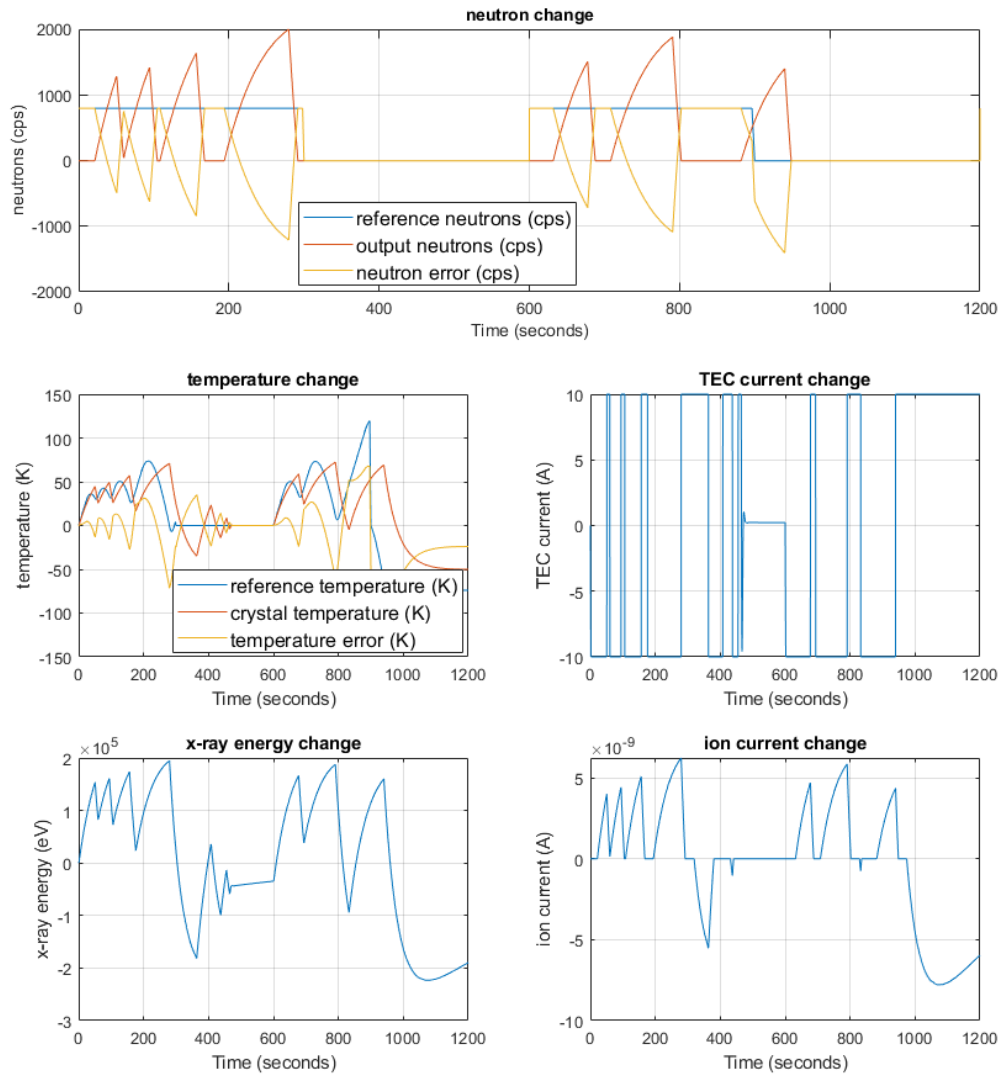 neutron change
2000
1000
0
-1000
-2000
neutrons (cps)
reference neutrons (cps)
output neutrons (cps)
neutron error (cps)
0 200 400 600 800 1000 1200
Time (seconds)
temperature change
150
100
50
0
-50
-100
-150
temperature (K)
reference temperature (K)
crystal temperature (K)
temperature error (K)
0 200 400 600 800 1000 1200
Time (seconds)
TEC current change
10
5
0
-5
-10
TEC current (A)
0 200 400 600 800 1000 1200
Time (seconds)
x-ray energy change
× 10^5
2
1
0
-1
-2
-3
x-ray energy (eV)
0 200 400 600 800 1000 1200
Time (seconds)
ion current change
× 10^-9
5
0
-5
-10
ion current (A)
0 200 400 600 800 1000 1200
Time (seconds)